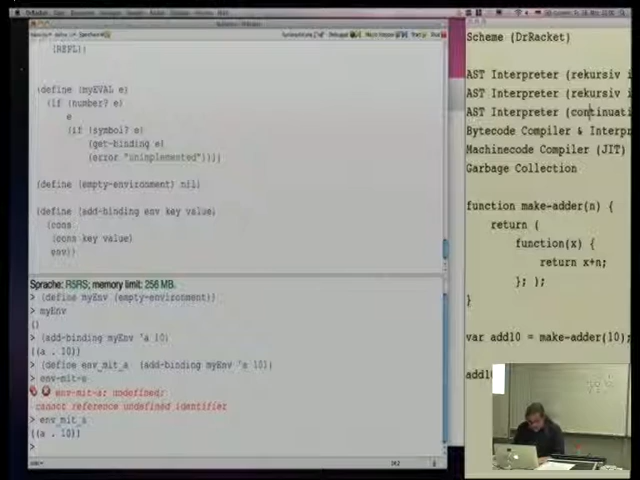 (REPL))
(define (myEVAL e)
(if (number? e)
e
(if (symbol? e)
(get-binding e)
(error "unimplemented"))))
(define (empty-environment) nil)
(define (add-binding env key value)
(cons
(cons key value)
env))
Sprache: R5RS; memory limit: 256 MB.
> (define myEnv (empty-environment))
> myEnv
()
> (add-binding myEnv 'a 10)
((a . 10))
> (define env_mit_a (add-binding myEnv 'a 10))
> env-mit-a
env-mit-a: undefined;
cannot reference undefined identifier
> env_mit_a
((a . 10))
>
Scheme (DrRacket)
AST Interpreter (rekursiv i
AST Interpreter (rekursiv i
AST Interpreter (continuati
Bytecode Compiler & Interpr
Machinecode Compiler (JIT)
Garbage Collection
function make-adder(n) {
return (
function(x) {
return x+n;
}; );
}
var add10 = make-adder(10);
add10